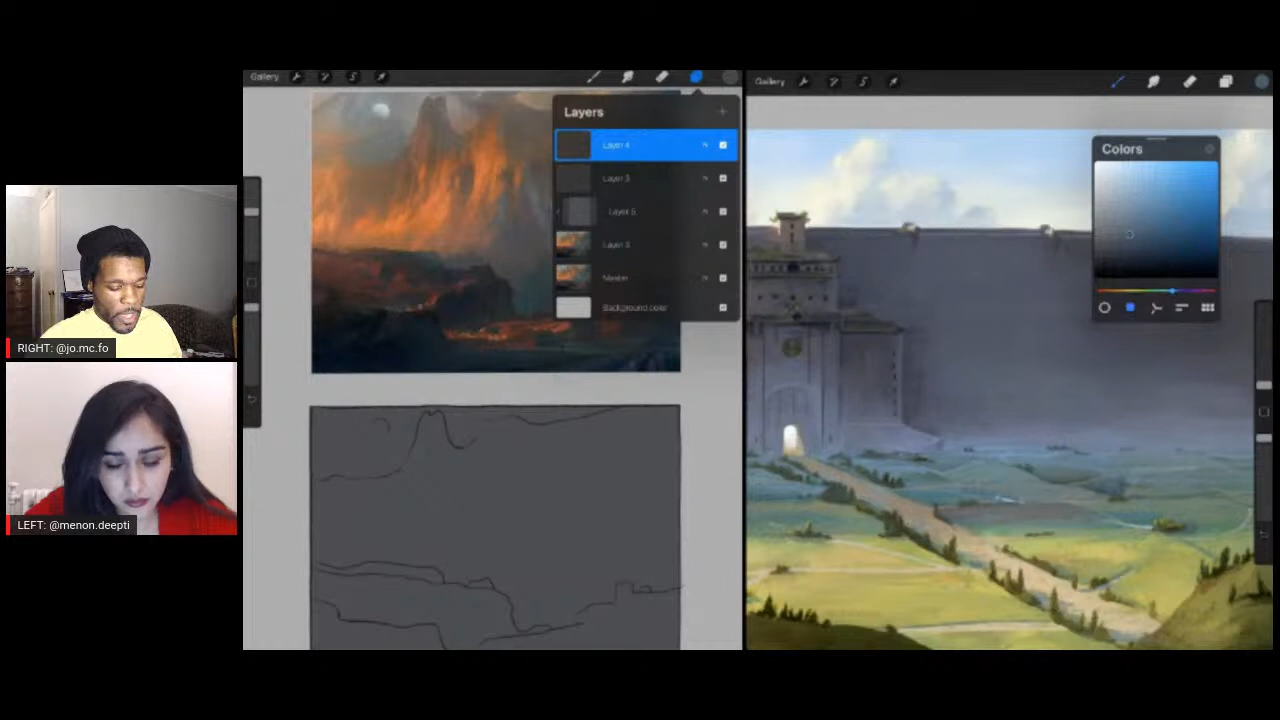 Gallery
Layers
Layer 4
Layer 3
Layer 5
Master
Background color
Gallery
Colors
RIGHT: @jo.mc.fo
LEFT: @menon.deepti